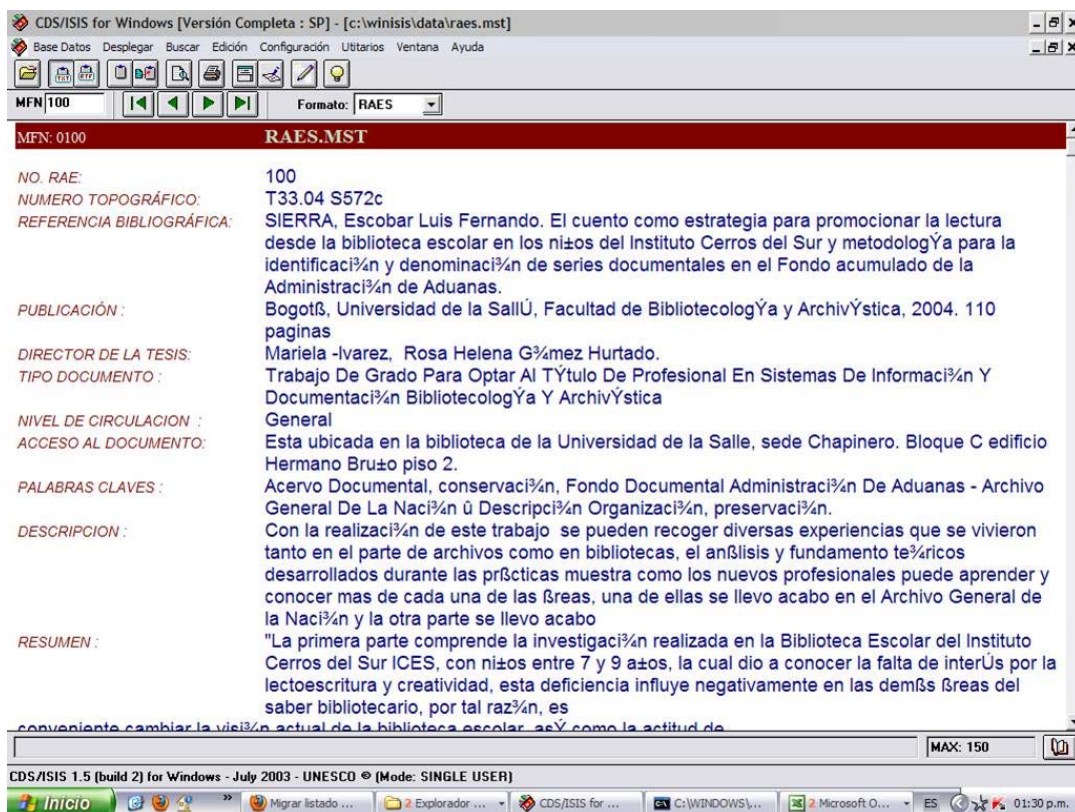 CDS/ISIS for Windows [Versión Completa : SP] - [c:\winisis\data\raes.mst]
Base Datos Desplegar Buscar Edición Configuración Utitarios Ventana Ayuda
MFN 100 Formato: RAES
MFN: 0100 RAES.MST
NO. RAE: 100
NUMERO TOPOGRÁFICO: T33.04 S572c
REFERENCIA BIBLIOGRÁFICA: SIERRA, Escobar Luis Fernando. El cuento como estrategia para promocionar la lectura
desde la biblioteca escolar en los ni±os del Instituto Cerros del Sur y metodologÝa para la
identificaci¾n y denominaci¾n de series documentales en el Fondo acumulado de la
Administraci¾n de Aduanas.
PUBLICACIÓN : Bogotß, Universidad de la SallÚ, Facultad de BibliotecologÝa y ArchivÝstica, 2004. 110
paginas
DIRECTOR DE LA TESIS: Mariela -lvarez, Rosa Helena G¾mez Hurtado.
TIPO DOCUMENTO : Trabajo De Grado Para Optar Al TÝtulo De Profesional En Sistemas De Informaci¾n Y
Documentaci¾n BibliotecologÝa Y ArchivÝstica
NIVEL DE CIRCULACION : General
ACCESO AL DOCUMENTO: Esta ubicada en la biblioteca de la Universidad de la Salle, sede Chapinero. Bloque C edificio
Hermano Bru±o piso 2.
PALABRAS CLAVES : Acervo Documental, conservaci¾n, Fondo Documental Administraci¾n De Aduanas - Archivo
General De La Naci¾n û Descripci¾n Organizaci¾n, preservaci¾n.
DESCRIPCION : Con la realizaci¾n de este trabajo se pueden recoger diversas experiencias que se vivieron
tanto en el parte de archivos como en bibliotecas, el anßlisis y fundamento te¾ricos
desarrollados durante las prßcticas muestra como los nuevos profesionales puede aprender y
conocer mas de cada una de las ßreas, una de ellas se llevo acabo en el Archivo General de
la Naci¾n y la otra parte se llevo acabo
RESUMEN : "La primera parte comprende la investigaci¾n realizada en la Biblioteca Escolar del Instituto
Cerros del Sur ICES, con ni±os entre 7 y 9 a±os, la cual dio a conocer la falta de interÚs por la
lectoescritura y creatividad, esta deficiencia influye negativamente en las demßs ßreas del
saber bibliotecario, por tal raz¾n, es
conveniente cambiar la visi¾n actual de la biblioteca escolar, asÝ como la actitud de
MAX: 150
CDS/ISIS 1.5 (build 2) for Windows - July 2003 - UNESCO © (Mode: SINGLE USER)
Inicio » Migrar listado ... 2 Explorador ... CDS/ISIS for ... C:\WINDOWS\... 2 Microsoft O... ES 01:30 p.m.